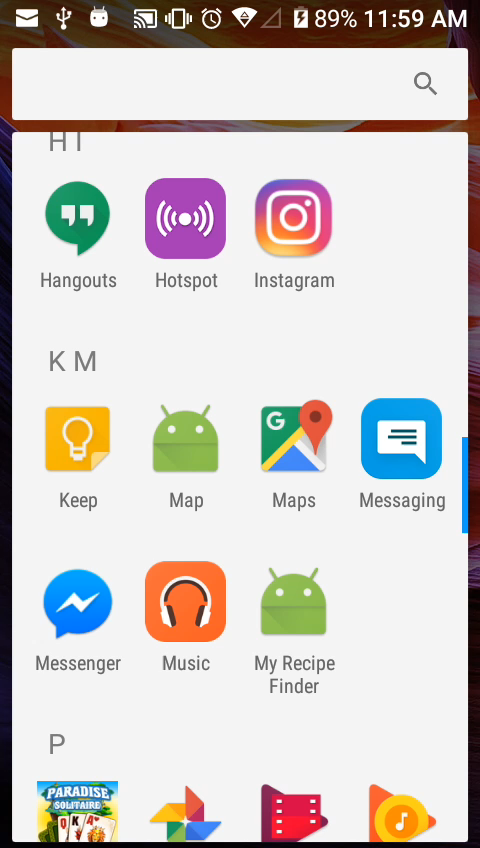 89% 11:59 AM
H I
Hangouts Hotspot Instagram
K M
G
Keep Map Maps Messaging
Messenger Music My Recipe
Finder
P
PARADISE
SOLITAIRE
K A